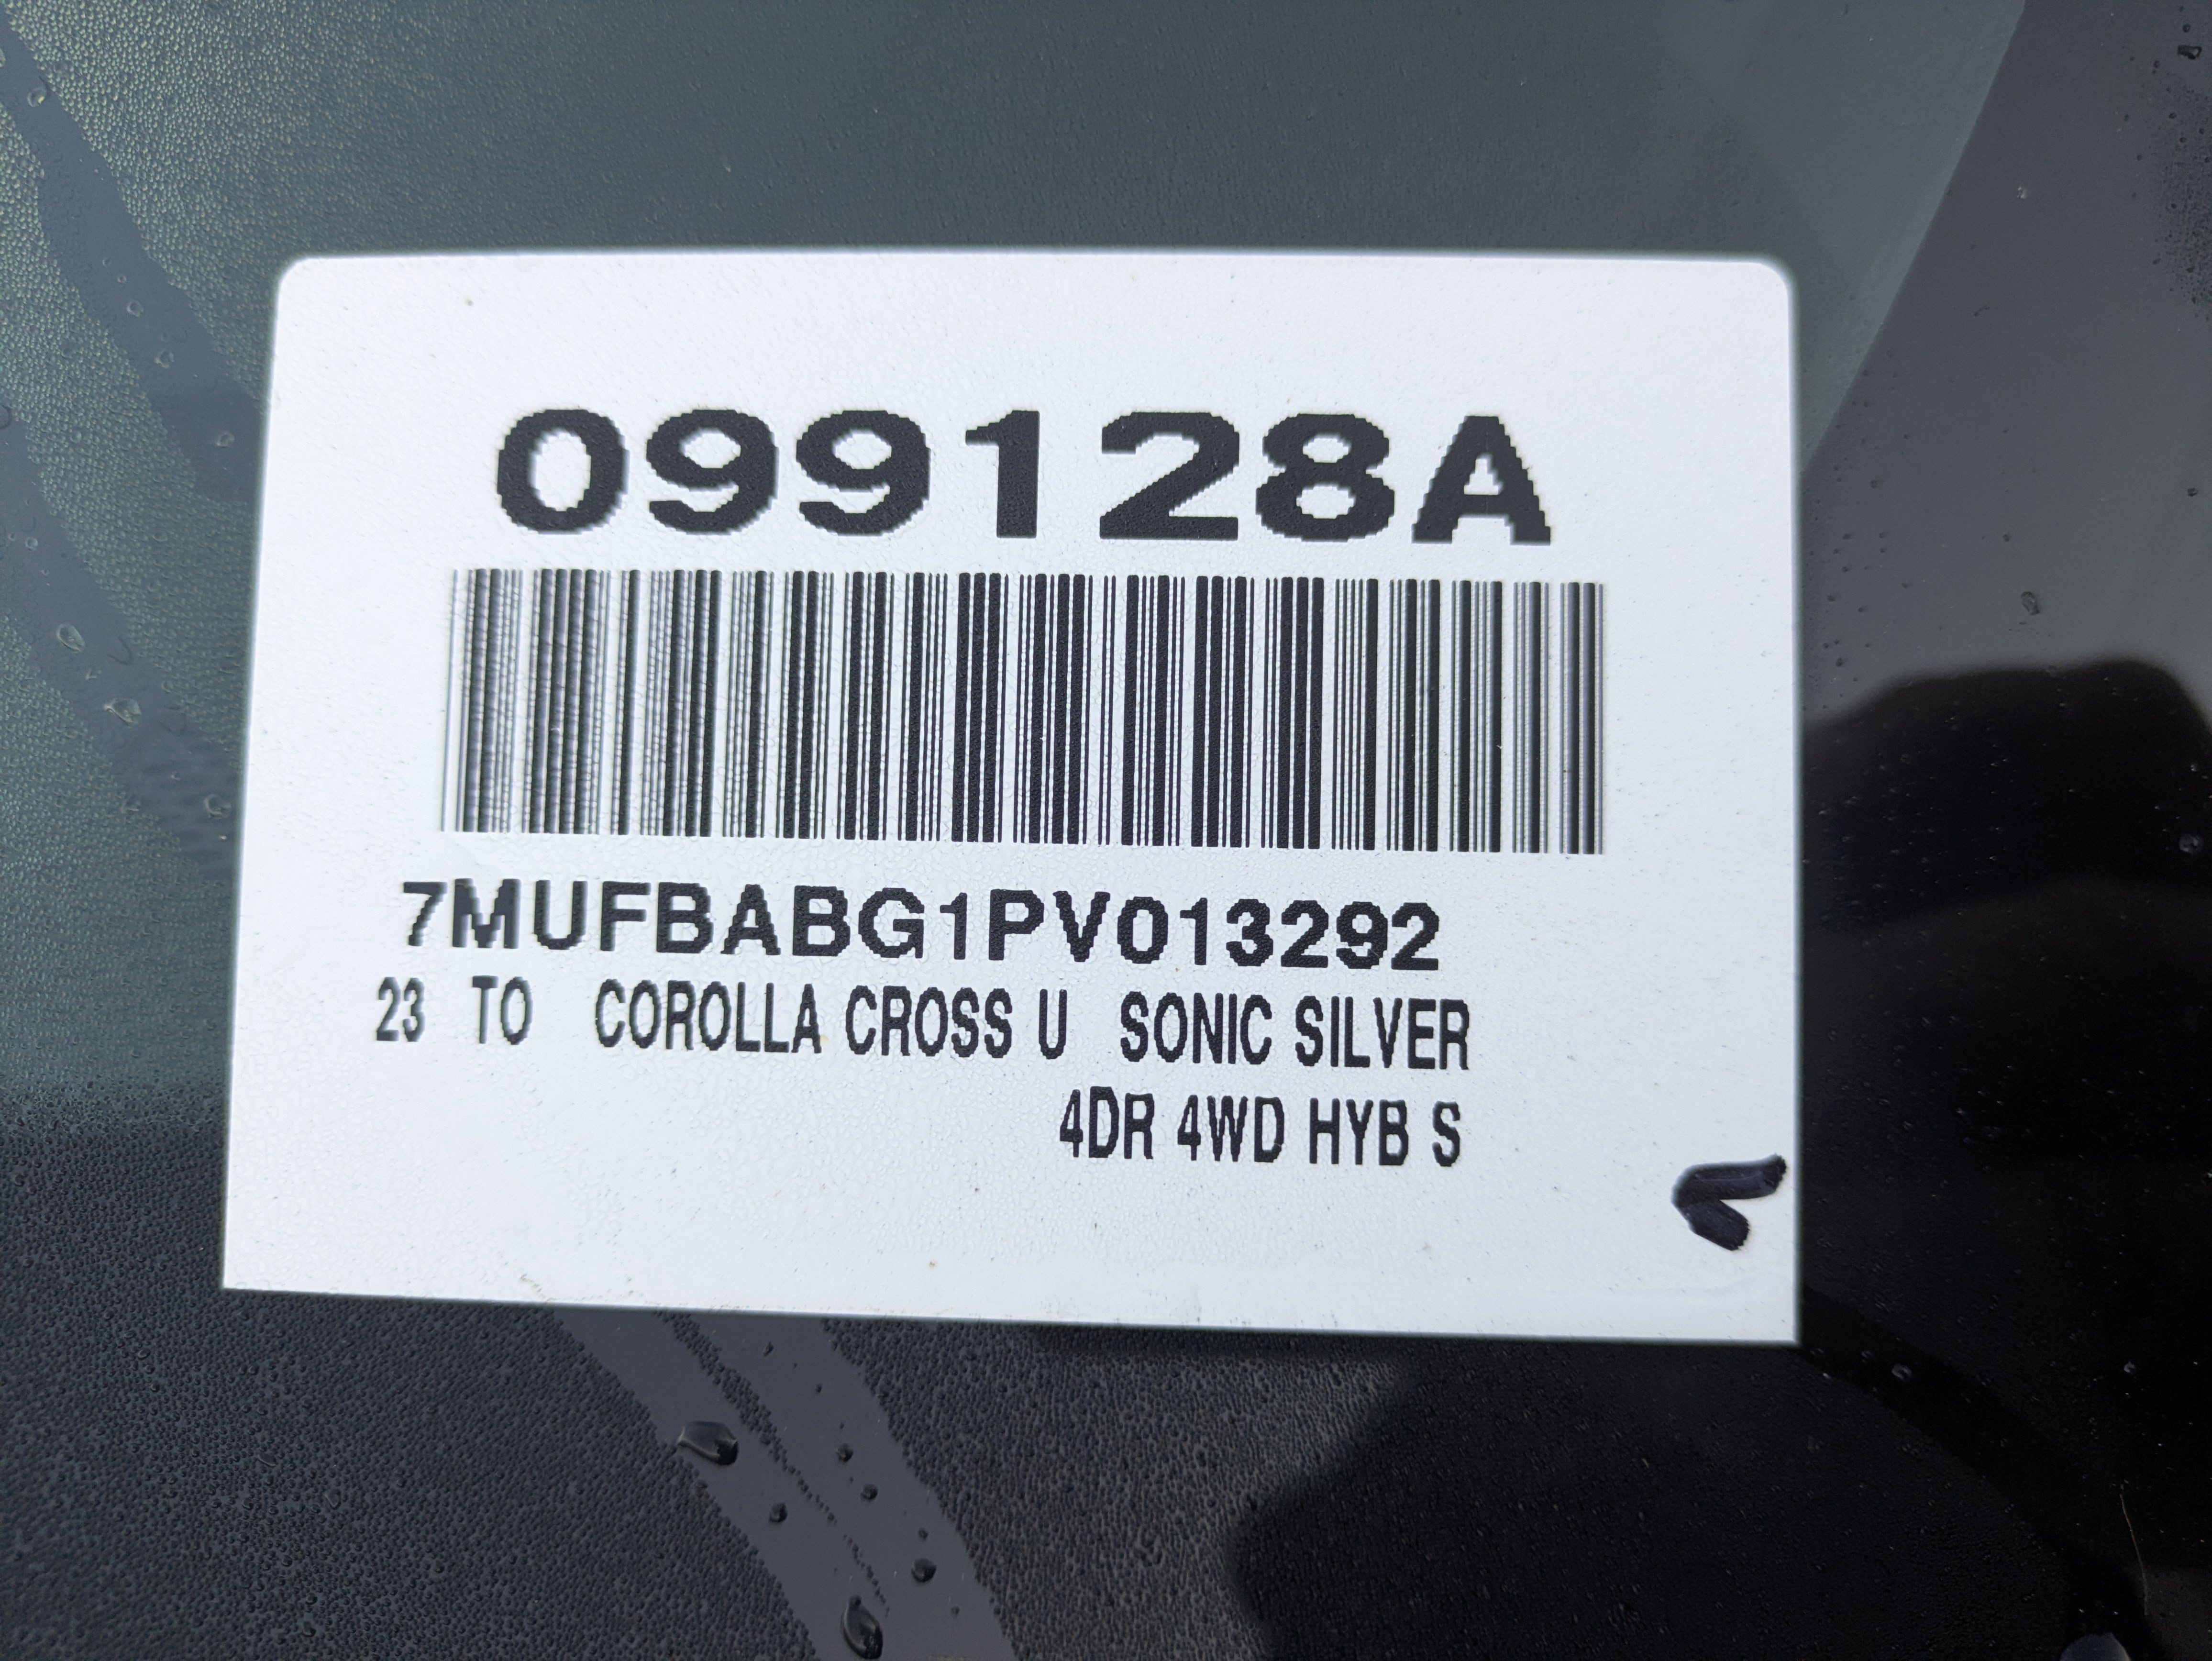 099128A
7MUFBABG1PV013292
23 TO COROLLA CROSS U SONIC SILVER
4DR 4WD HYB S